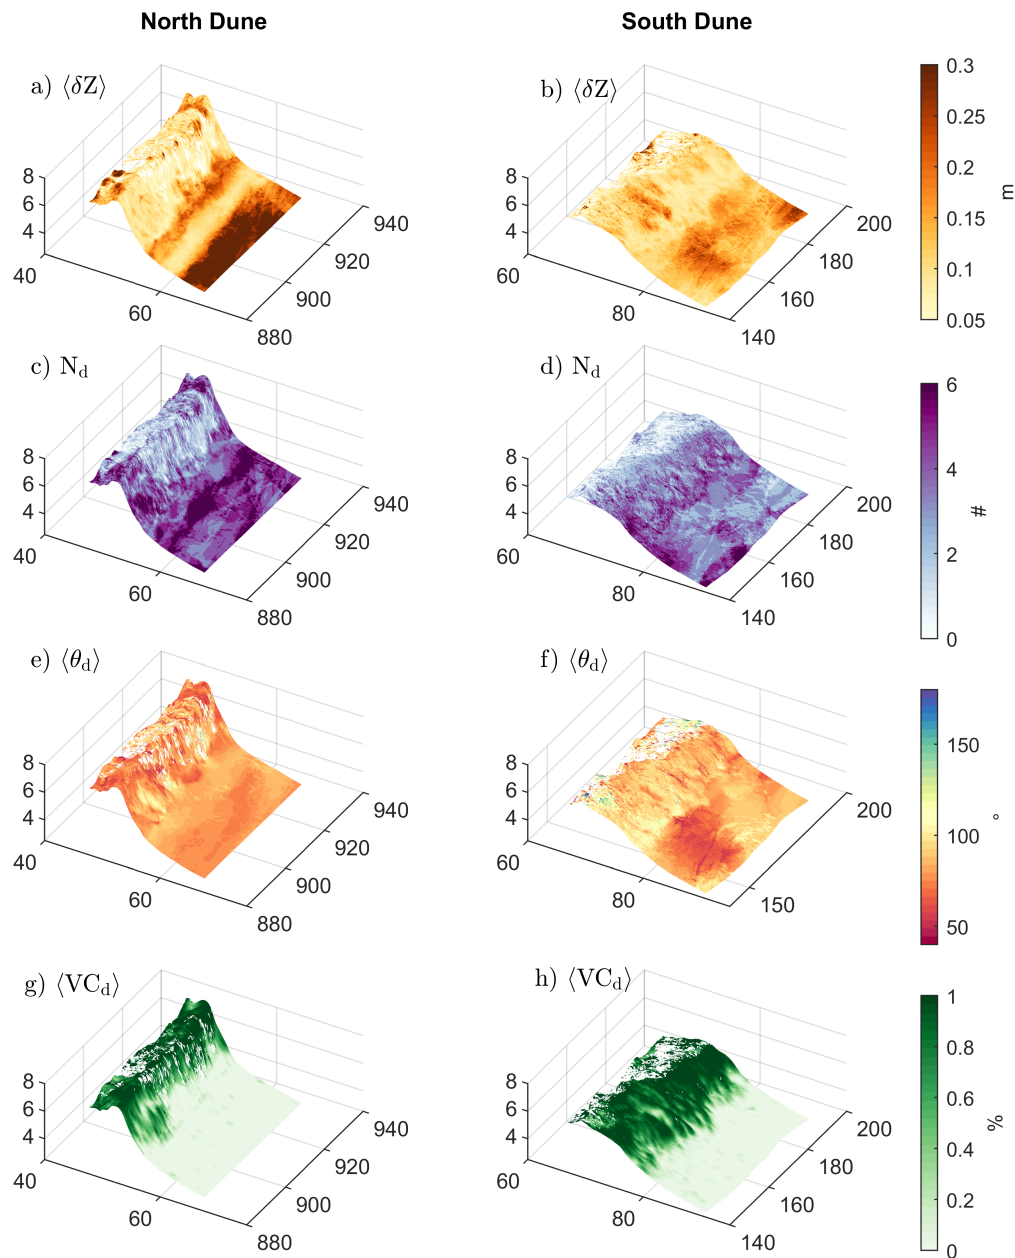 North Dune South Dune
a) ⟨δZ⟩ b) ⟨δZ⟩
8 6 4 40 60 880 900 920 940
8 6 4 60 80 140 160 180 200
0.3 0.25 0.2 0.15 0.1 0.05 m
c) N_d d) N_d
8 6 4 40 60 880 900 920 940
8 6 4 60 80 140 160 180 200
6 4 2 0 #
e) ⟨θ_d⟩ f) ⟨θ_d⟩
8 6 4 40 60 880 900 920 940
8 6 4 60 80 150 200
150 100 50 °
g) ⟨VC_d⟩ h) ⟨VC_d⟩
8 6 4 40 60 880 900 920 940
8 6 4 60 80 140 160 180 200
1 0.8 0.6 0.4 0.2 0 %